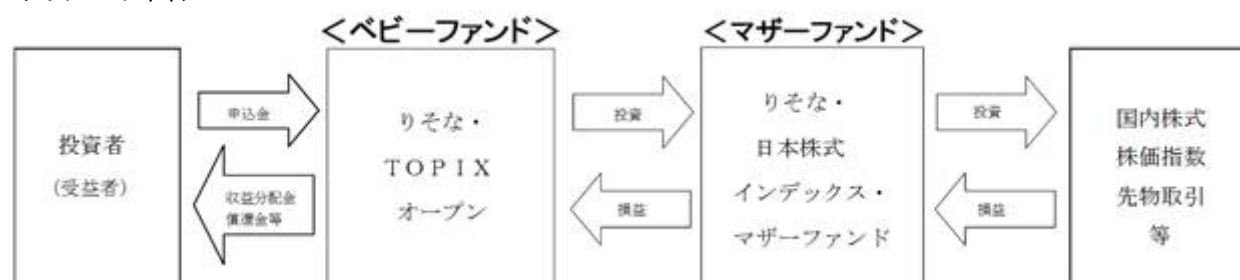 ＜ベビーファンド＞
＜マザーファンド＞
投資者
(受益者)
申込金
収益分配金
償還金等
りそな・
ＴＯＰＩＸ
オープン
投資
損益
りそな・
日本株式
インデックス・
マザーファンド
投資
損益
国内株式
株価指数
先物取引
等